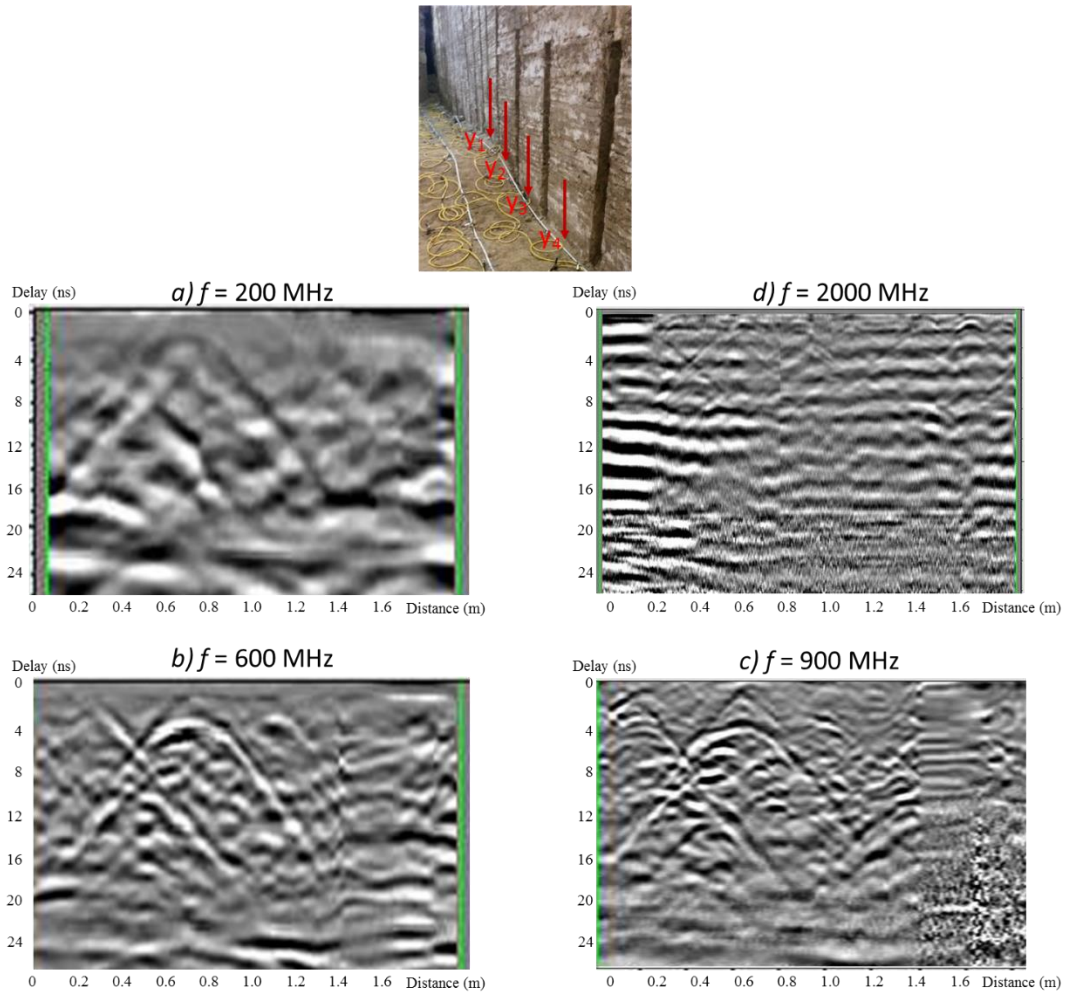 γ1
γ2
γ3
γ4
Delay (ns)
a) f = 200 MHz
0
4
8
12
16
20
24
0 0.2 0.4 0.6 0.8 1.0 1.2 1.4 1.6 Distance (m)
Delay (ns)
d) f = 2000 MHz
0
4
8
12
16
20
24
0 0.2 0.4 0.6 0.8 1.0 1.2 1.4 1.6 Distance (m)
Delay (ns)
b) f = 600 MHz
0
4
8
12
16
20
24
0 0.2 0.4 0.6 0.8 1.0 1.2 1.4 1.6 Distance (m)
Delay (ns)
c) f = 900 MHz
0
4
8
12
16
20
24
0 0.2 0.4 0.6 0.8 1.0 1.2 1.4 1.6 Distance (m)